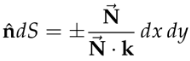 n̂dS = ± N⃗ / (N⃗ · k) dx dy